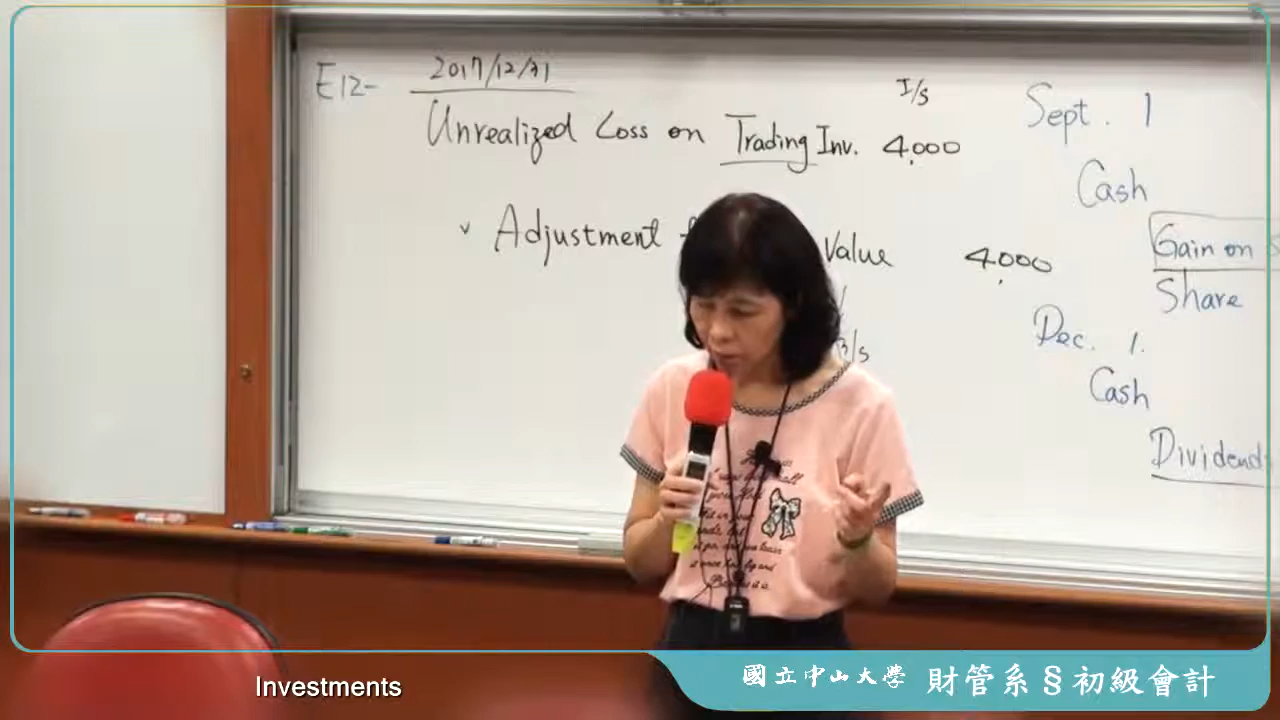 E12-
2017/12/31
I/S
Unrealized Loss on Trading Inv. 4,000
Adjustment Value 4,000
B/S
Sept. 1
Cash
Gain on
Share
Dec. 1.
Cash
Dividend
Investments
國立中山大學 財管系§初級會計